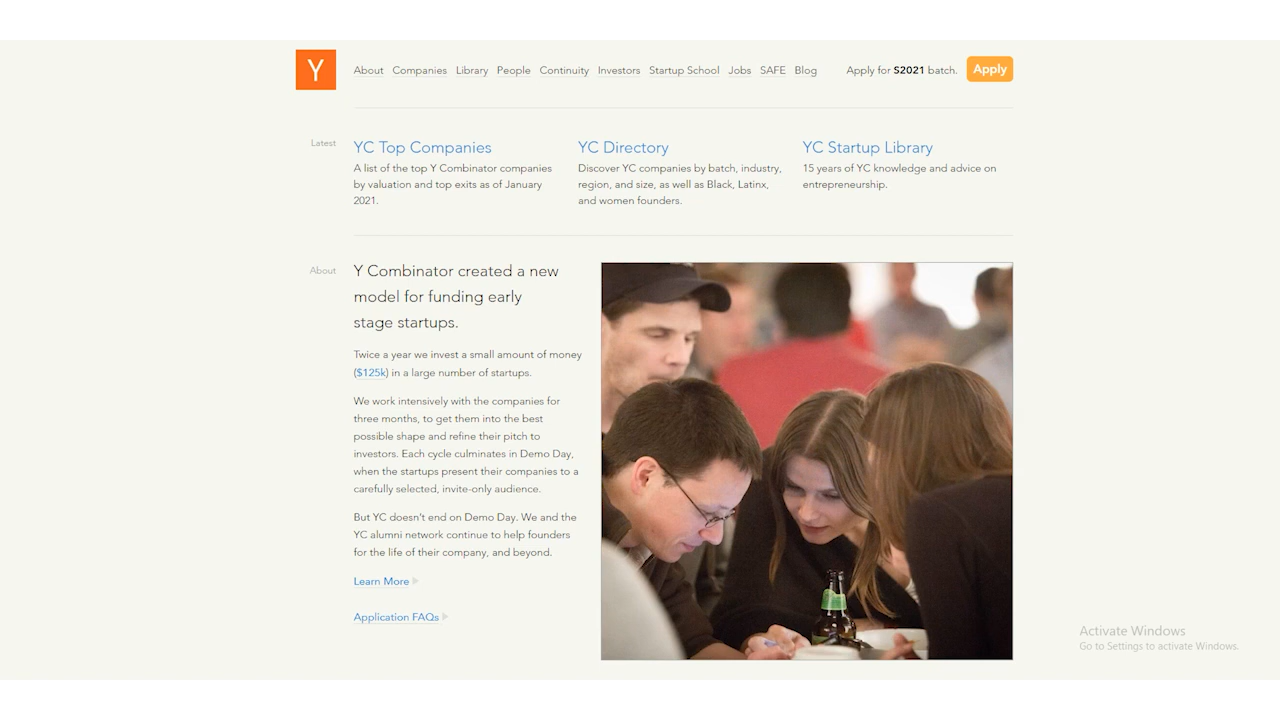 Y
About Companies Library People Continuity Investors Startup School Jobs SAFE Blog Apply for S2021 batch. Apply
Latest
YC Top Companies
A list of the top Y Combinator companies
by valuation and top exits as of January
2021.
YC Directory
Discover YC companies by batch, industry,
region, and size, as well as Black, Latinx,
and women founders.
YC Startup Library
15 years of YC knowledge and advice on
entrepreneurship.
About
Y Combinator created a new
model for funding early
stage startups.
Twice a year we invest a small amount of money
($125k) in a large number of startups.
We work intensively with the companies for
three months, to get them into the best
possible shape and refine their pitch to
investors. Each cycle culminates in Demo Day,
when the startups present their companies to a
carefully selected, invite-only audience.
But YC doesn't end on Demo Day. We and the
YC alumni network continue to help founders
for the life of their company, and beyond.
Learn More
Application FAQs
Activate Windows
Go to Settings to activate Windows.